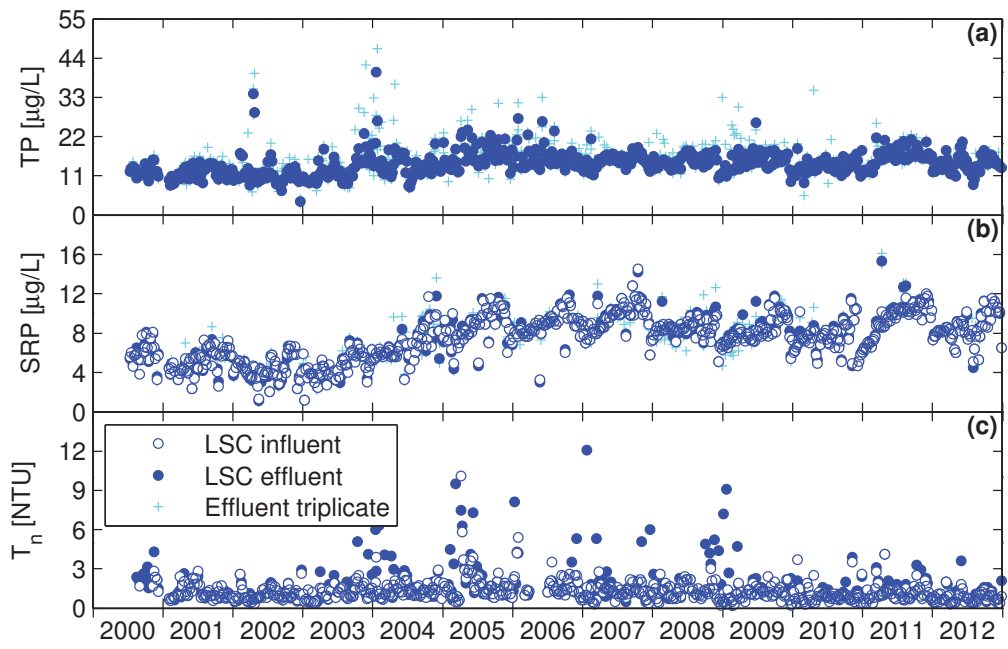 55
(a)
44
33
22
11
0
TP [µg/L]
(b)
16
12
8
4
0
SRP [µg/L]
(c)
12
9
6
3
0
T_n [NTU]
LSC influent
LSC effluent
Effluent triplicate
2000 2001 2002 2003 2004 2005 2006 2007 2008 2009 2010 2011 2012